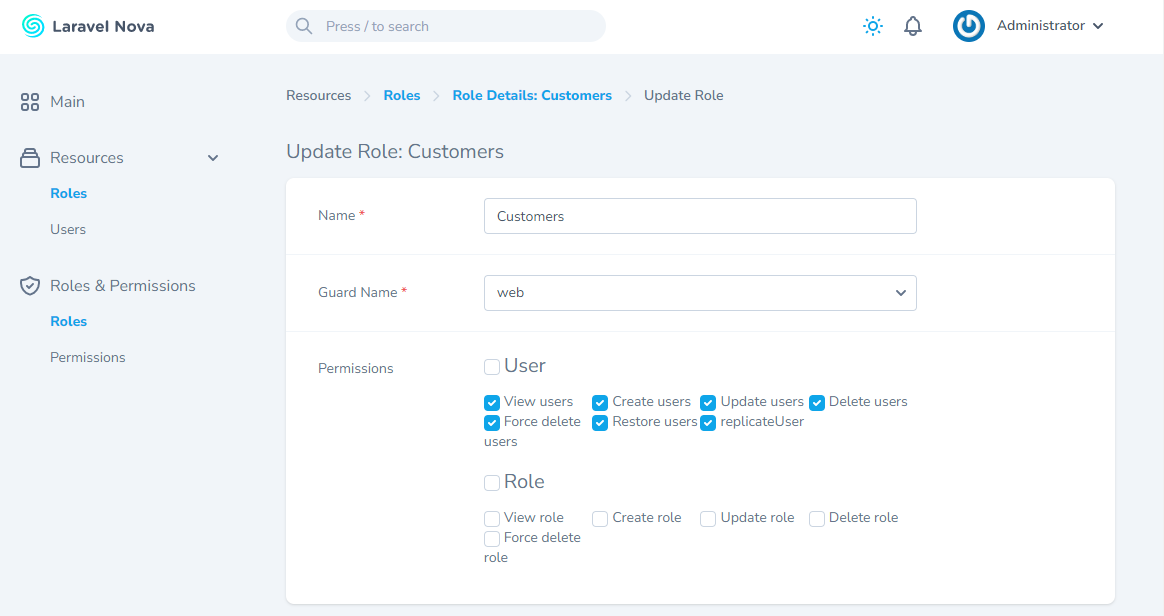 Laravel Nova
Press / to search
Administrator
Main
Resources
Roles
Users
Roles & Permissions
Roles
Permissions
Resources > Roles > Role Details: Customers > Update Role
Update Role: Customers
Name *
Customers
Guard Name *
web
Permissions
User
View users Create users Update users Delete users
Force delete users Restore users replicateUser
Role
View role Create role Update role Delete role
Force delete role